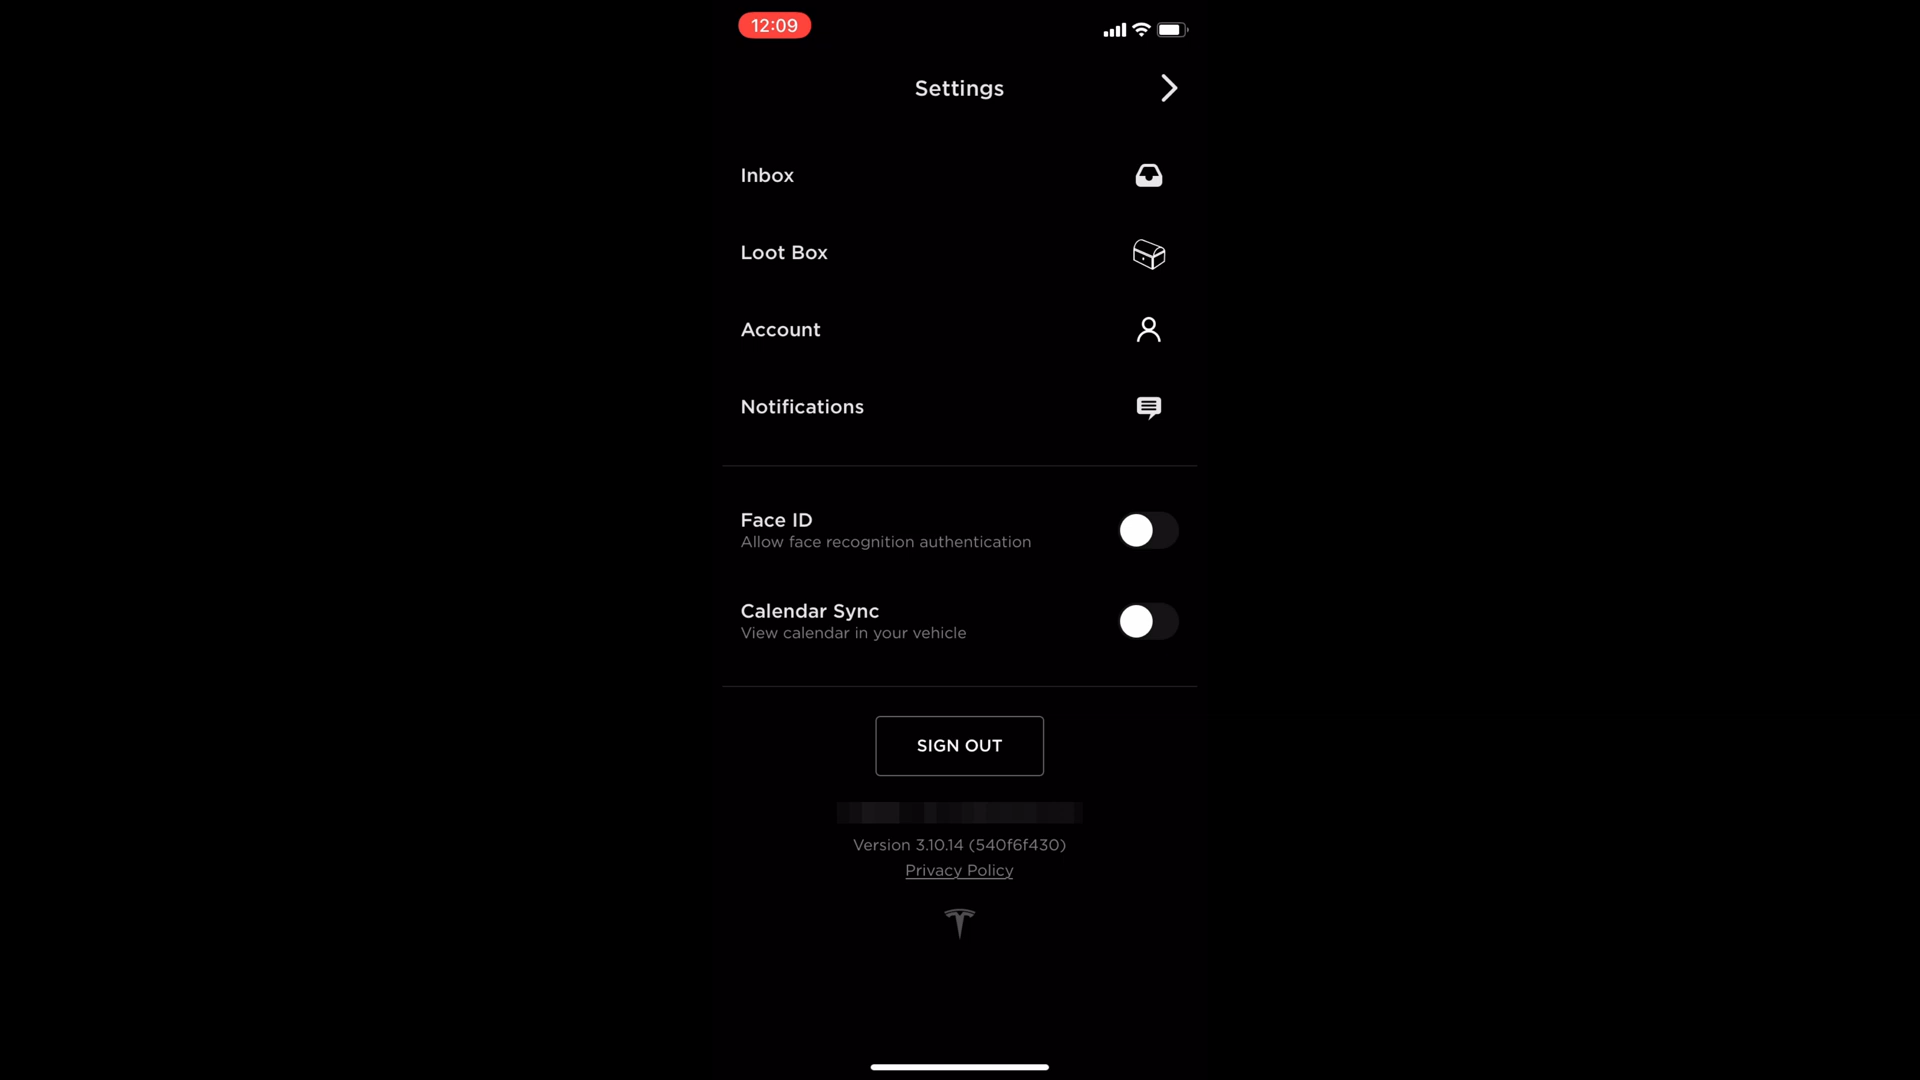 12:09
Settings
Inbox
Loot Box
Account
Notifications
Face ID
Allow face recognition authentication
Calendar Sync
View calendar in your vehicle
SIGN OUT
Version 3.10.14 (540f6f430)
Privacy Policy